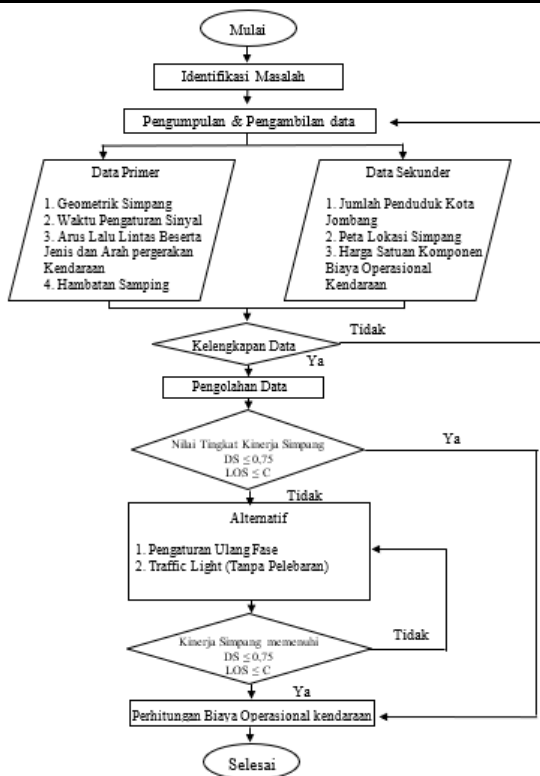 Mulai
Identifikasi Masalah
Pengumpulan & Pengambilan data
Data Primer
1. Geometrik Simpang
2. Waktu Pengaturan Sinyal
3. Arus Lalu Lintas Beserta
Jenis dan Arah pergerakan
Kendaraan
4. Hambatan Samping
Data Sekunder
1. Jumlah Penduduk Kota
Jombang
2. Peta Lokasi Simpang
3. Harga Satuan Komponen
Biaya Operasional
Kendaraan
Kelengkapan Data
Tidak
Ya
Pengolahan Data
Nilai Tingkat Kinerja Simpang
DS ≤ 0,75
LOS ≤ C
Ya
Tidak
Alternatif
1. Pengaturan Ulang Fase
2. Traffic Light (Tanpa Pelebaran)
Kinerja Simpang memenuhi
DS ≤ 0,75
LOS ≤ C
Tidak
Ya
Perhitungan Biaya Operasional kendaraan
Selesai